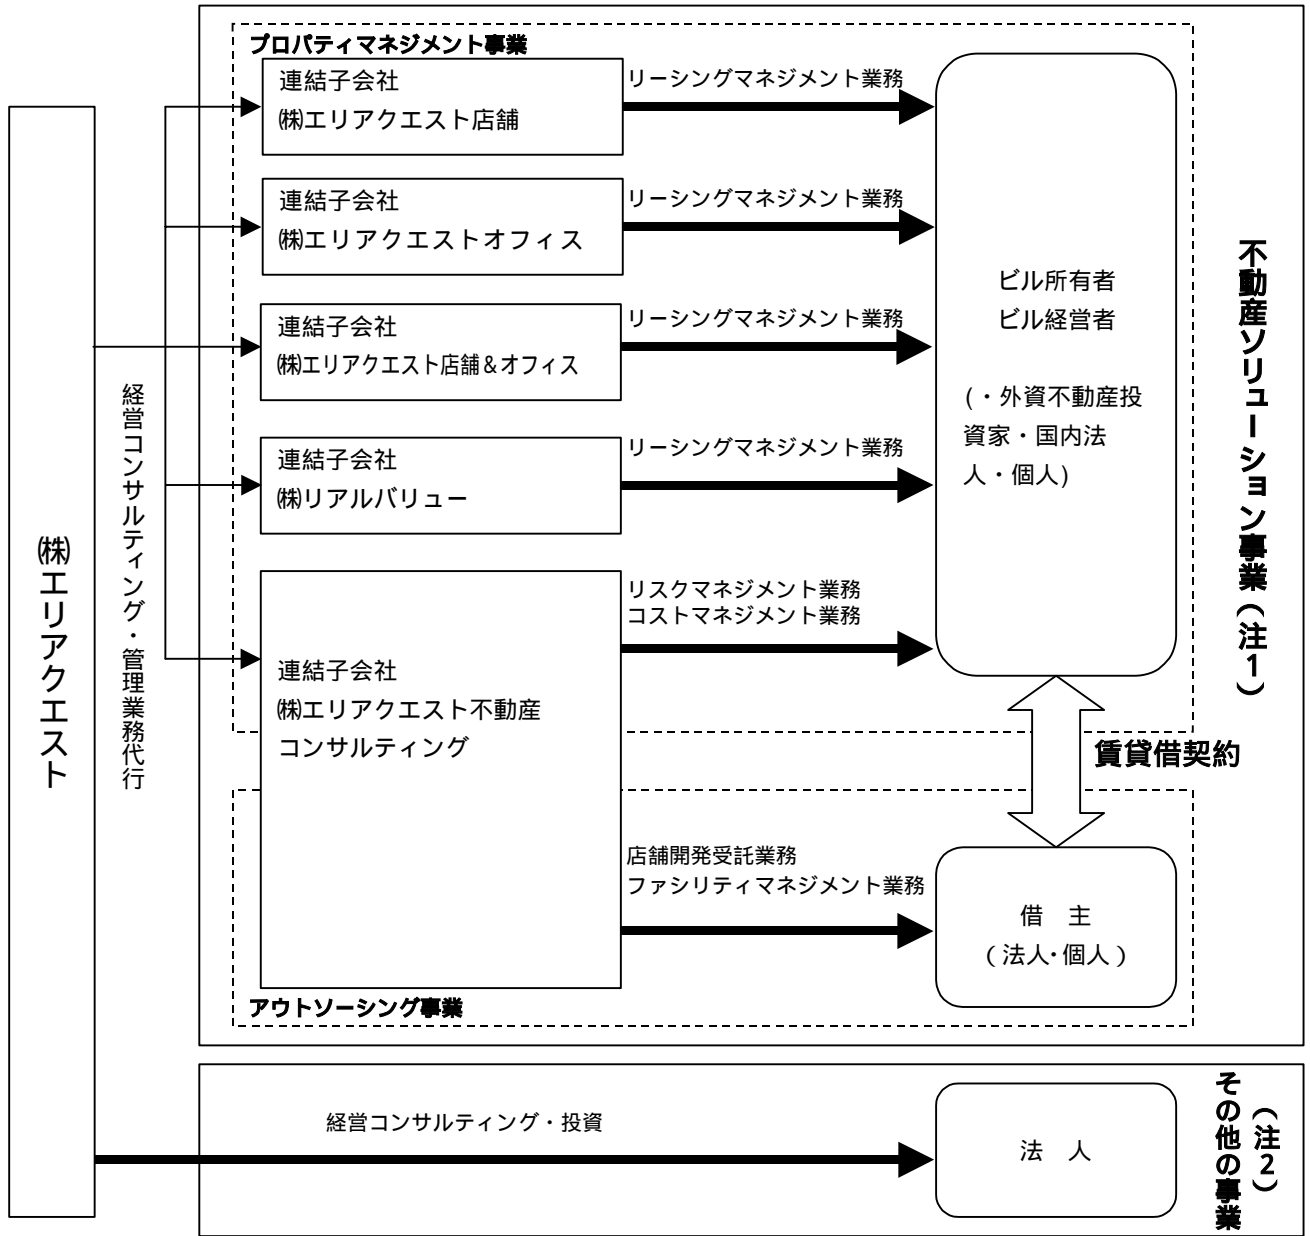 プロパティマネジメント事業
連結子会社
㈱エリアクエスト店舗
リーシングマネジメント業務
連結子会社
㈱エリアクエストオフィス
リーシングマネジメント業務
連結子会社
㈱エリアクエスト店舗＆オフィス
リーシングマネジメント業務
連結子会社
㈱リアルバリュー
リーシングマネジメント業務
連結子会社
㈱エリアクエスト不動産
コンサルティング
リスクマネジメント業務
コストマネジメント業務
店舗開発受託業務
ファシリティマネジメント業務
アウトソーシング事業
ビル所有者
ビル経営者
(・外資不動産投
資家・国内法
人・個人)
賃貸借契約
借　主
（法人・個人）
不動産ソリューション事業（注１）
㈱エリアクエスト
経営コンサルティング・管理業務代行
経営コンサルティング・投資
法　人
その他の事業
（注２）